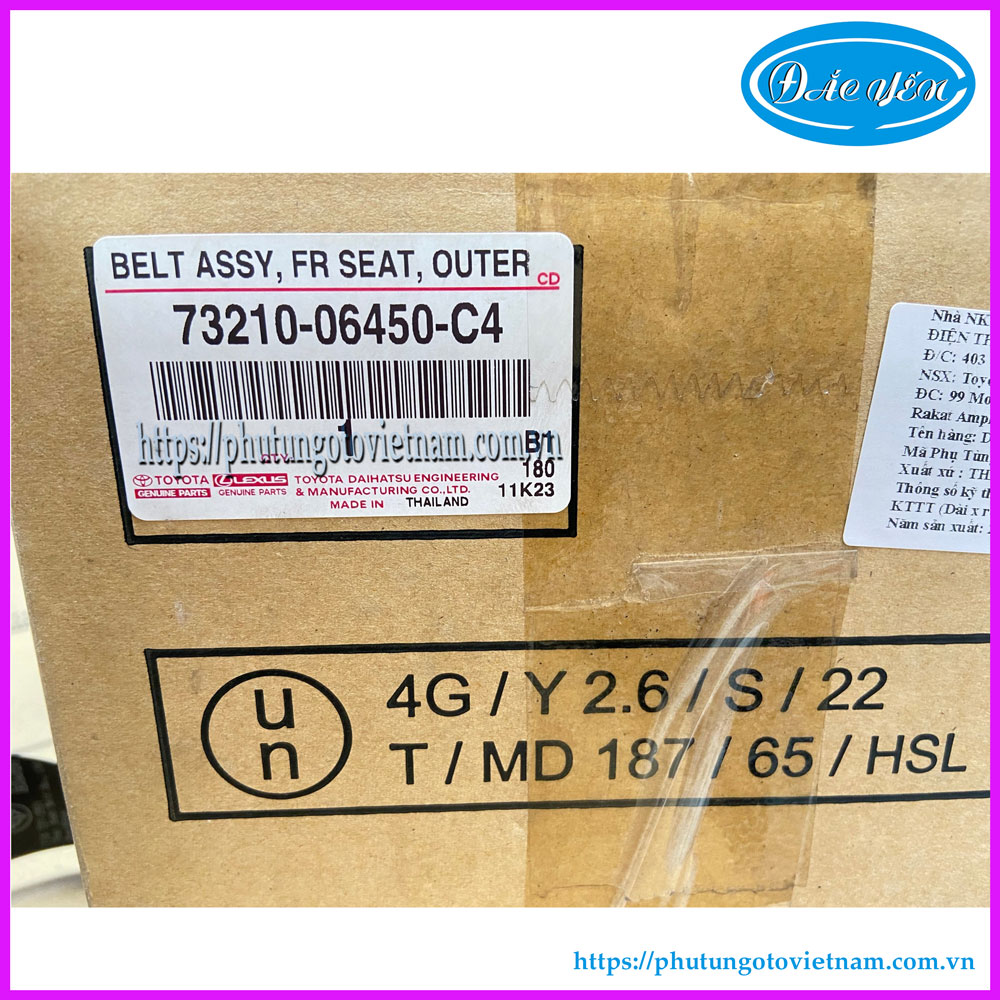 ĐẮC YẾN
BELT ASSY, FR SEAT, OUTER
CD
73210-06450-C4
1
https://phutungotovietnam.com.vn
QTY.
B1
180
11K23
TOYOTA
GENUINE PARTS
LEXUS
GENUINE PARTS
TOYOTA DAIHATSU ENGINEERING
& MANUFACTURING CO., LTD.
MADE IN THAILAND
Nhà NK
ĐIỆN TH
Đ/C: 403
NSX: Toyo
ĐC: 99 Mo
Rakat Amp
Tên hàng: D
Mã Phụ Tùn
Xuất xứ : TH
Thông số kỹ th
KTTT (Dài x r
Năm sản xuất:
un
4G / Y 2.6 / S / 22
T / MD 187 / 65 / HSL
https://phutungotovietnam.com.vn